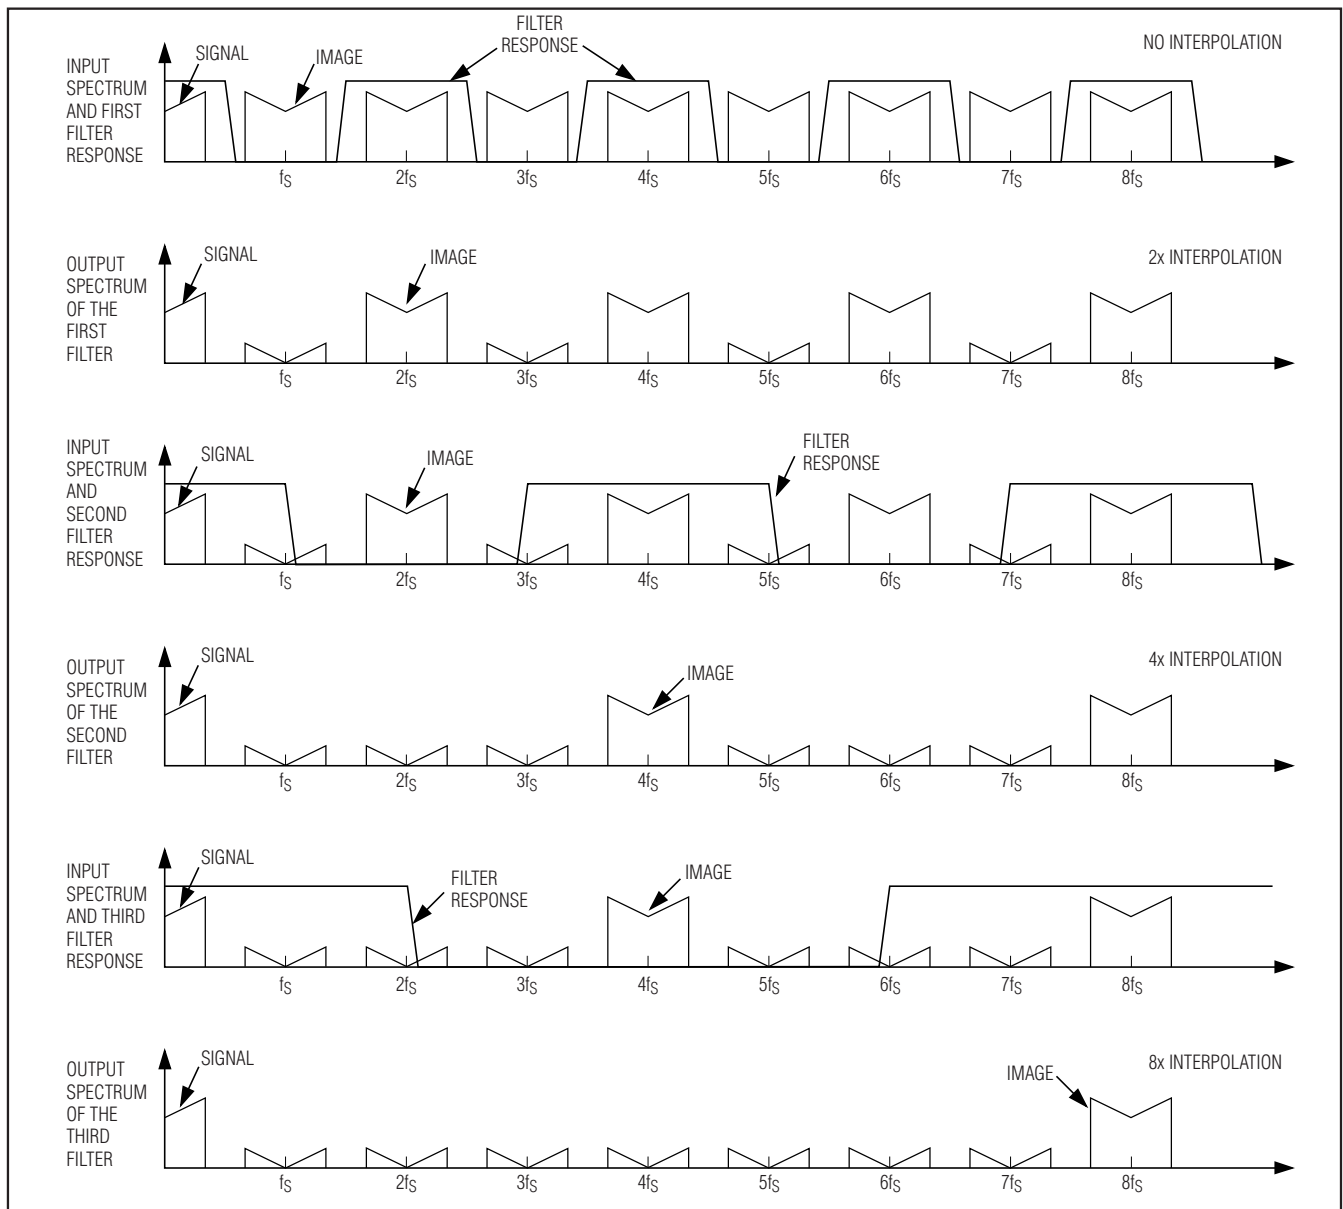 FILTER
RESPONSE
NO INTERPOLATION
SIGNAL
IMAGE
INPUT
SPECTRUM
AND FIRST
FILTER
RESPONSE
fS
2fS
3fS
4fS
5fS
6fS
7fS
8fS
SIGNAL
IMAGE
2x INTERPOLATION
OUTPUT
SPECTRUM
OF THE
FIRST
FILTER
fS
2fS
3fS
4fS
5fS
6fS
7fS
8fS
INPUT
SPECTRUM
AND
SECOND
FILTER
RESPONSE
SIGNAL
IMAGE
FILTER
RESPONSE
fS
2fS
3fS
4fS
5fS
6fS
7fS
8fS
SIGNAL
IMAGE
4x INTERPOLATION
OUTPUT
SPECTRUM
OF THE
SECOND
FILTER
fS
2fS
3fS
4fS
5fS
6fS
7fS
8fS
SIGNAL
INPUT
SPECTRUM
AND THIRD
FILTER
RESPONSE
FILTER
RESPONSE
IMAGE
fS
2fS
3fS
4fS
5fS
6fS
7fS
8fS
SIGNAL
IMAGE
8x INTERPOLATION
OUTPUT
SPECTRUM
OF THE
THIRD
FILTER
fS
2fS
3fS
4fS
5fS
6fS
7fS
8fS